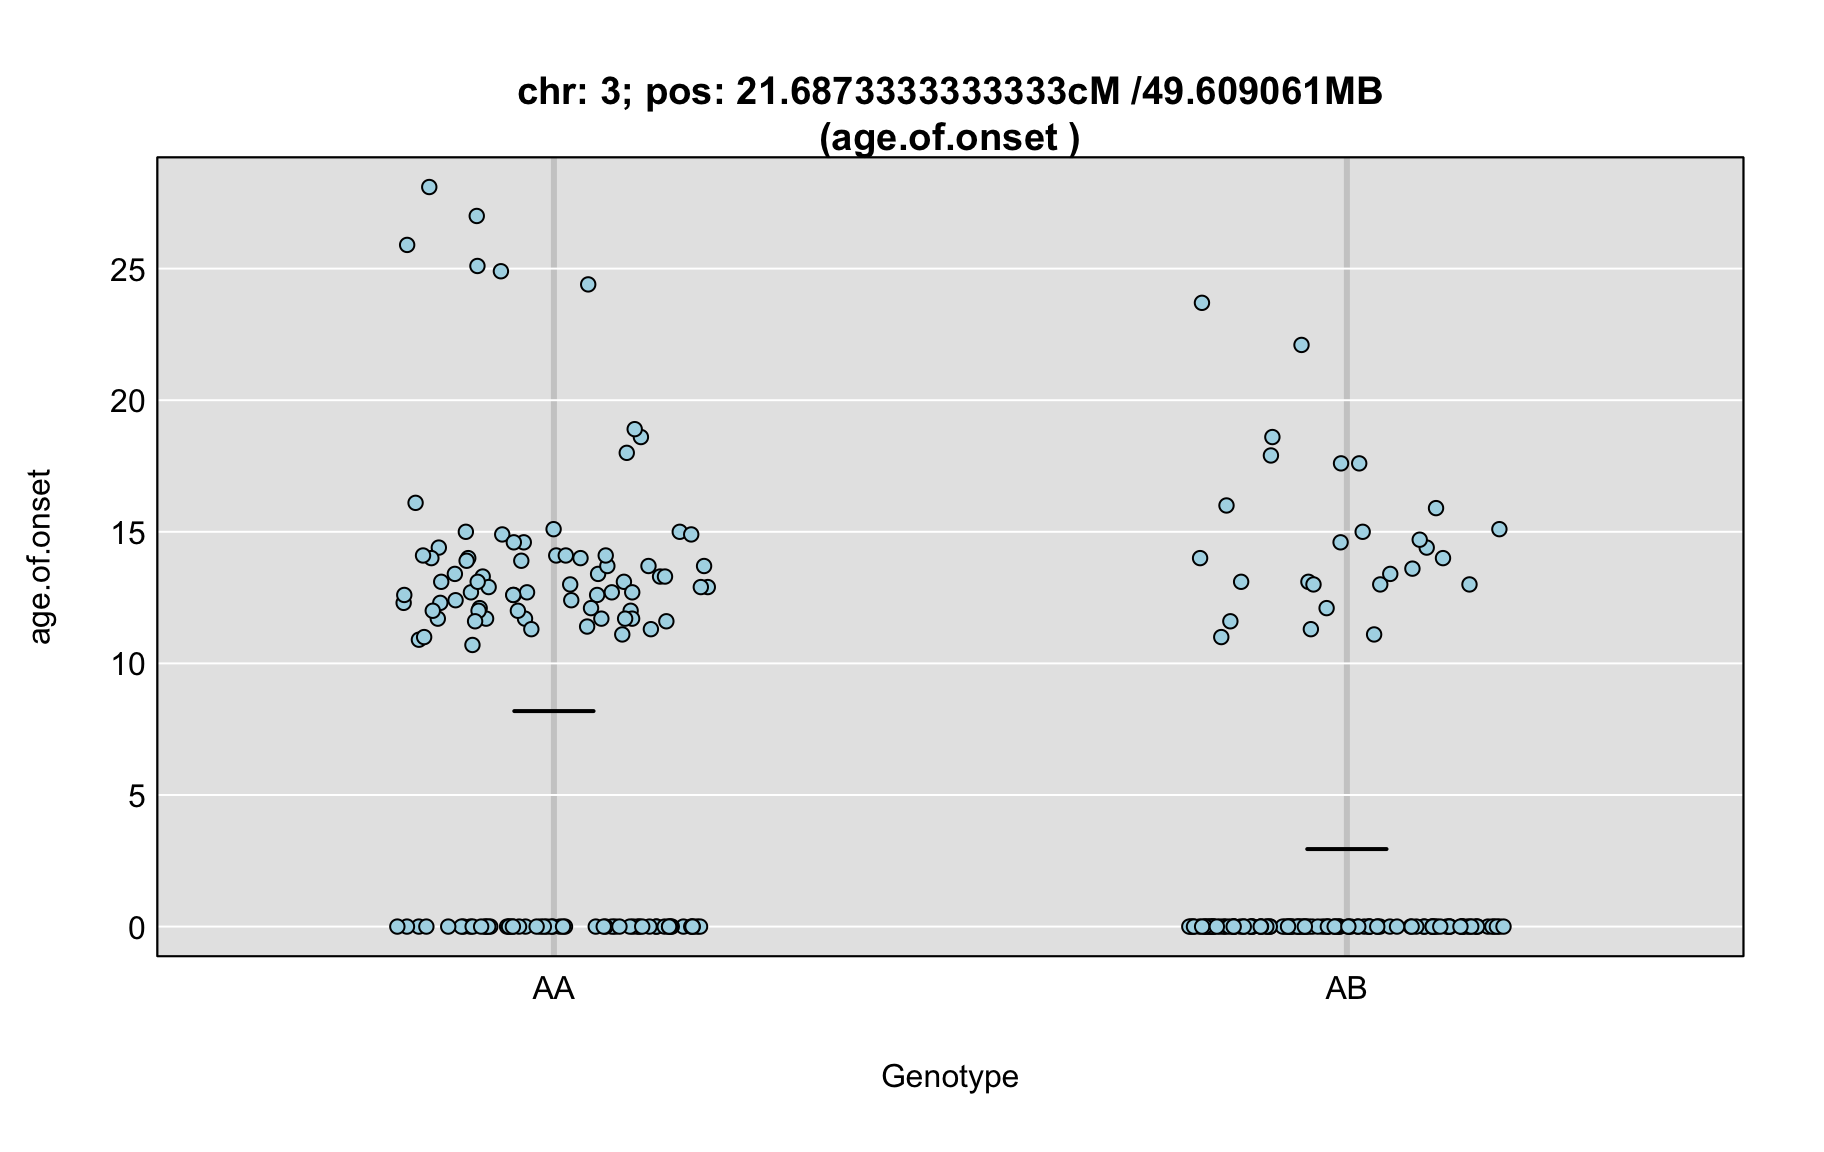 chr: 3; pos: 21.6873333333333cM /49.609061MB
(age.of.onset )
age.of.onset
25
20
15
10
5
0
AA AB
Genotype